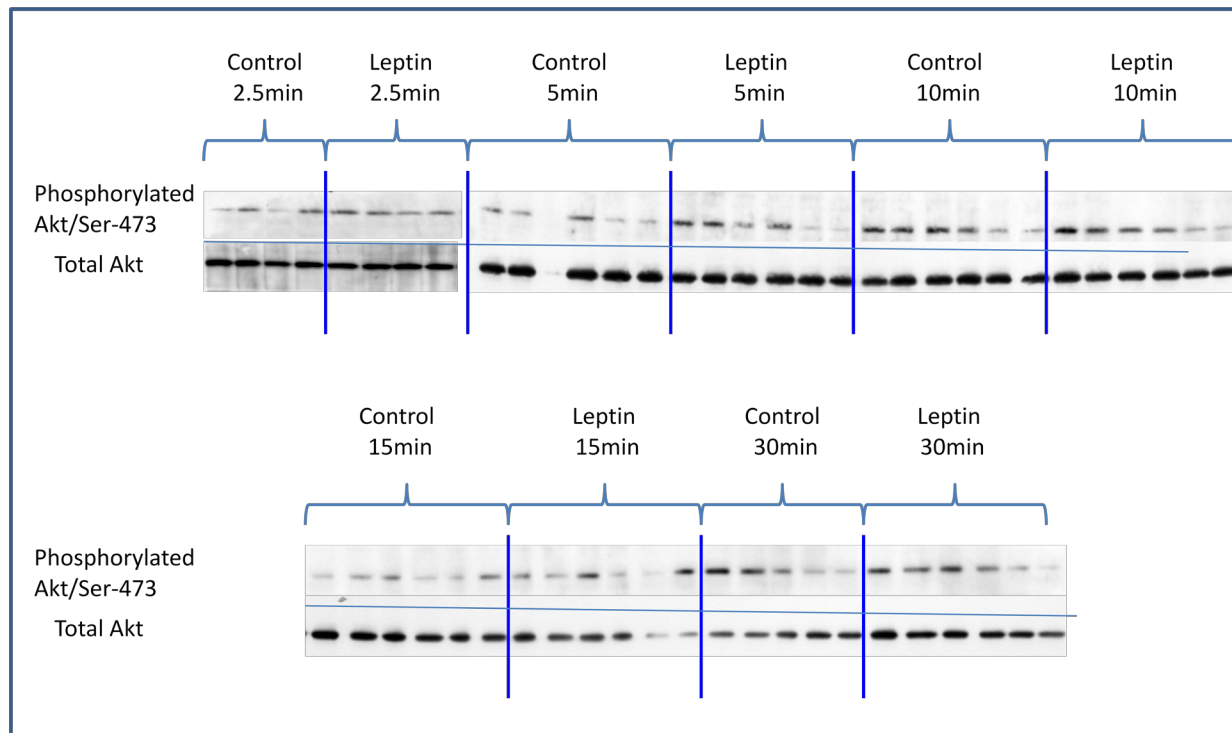 Control Leptin Control Leptin Control Leptin
2.5min 2.5min 5min 5min 10min 10min
Phosphorylated
Akt/Ser-473
Total Akt
Control Leptin Control Leptin
15min 15min 30min 30min
Phosphorylated
Akt/Ser-473
Total Akt